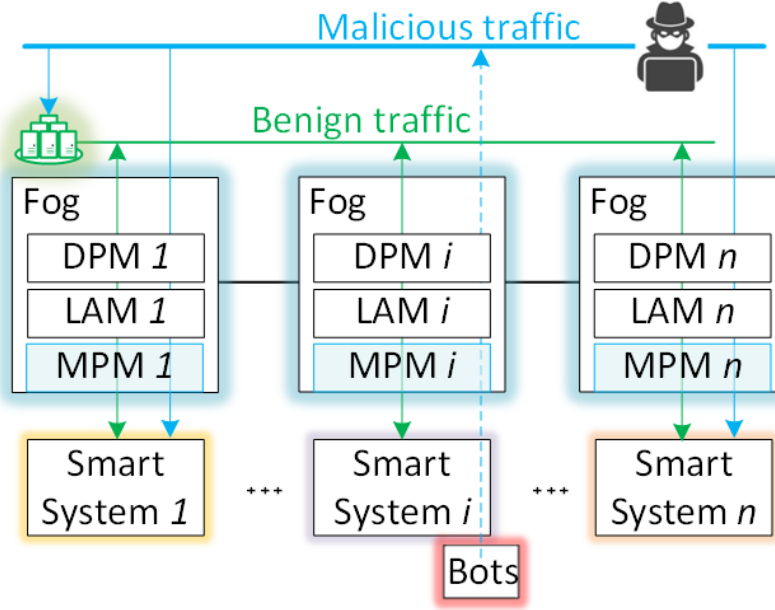 Malicious traffic
Benign traffic
Fog
DPM 1
LAM 1
MPM 1
Fog
DPM i
LAM i
MPM i
Fog
DPM n
LAM n
MPM n
Smart
System 1
Smart
System i
Smart
System n
Bots